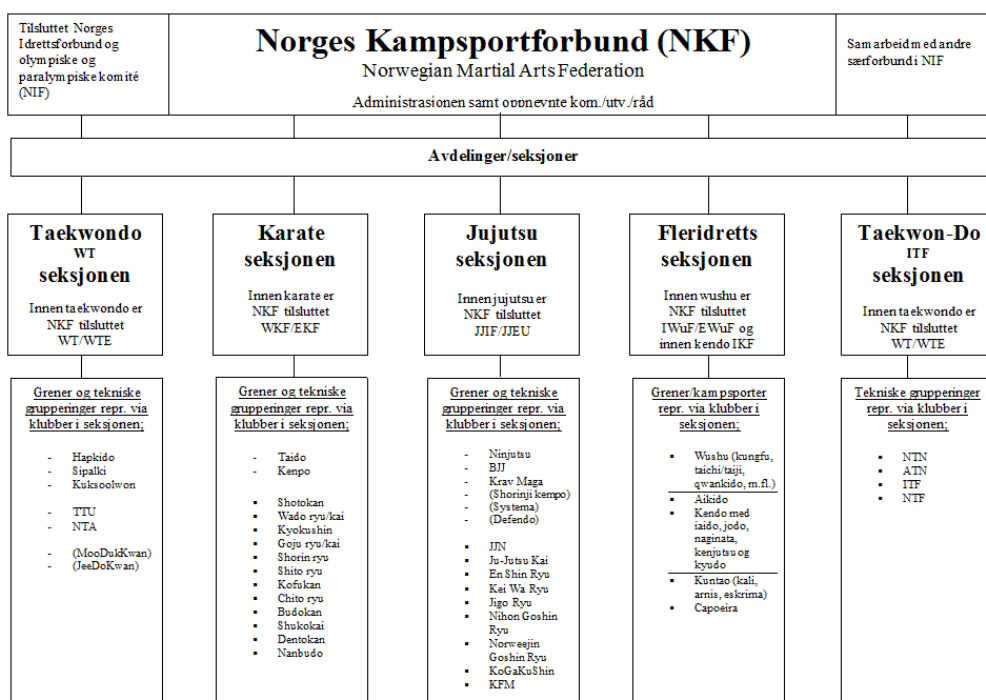 Tilsluttet Norges
Idrettsforbund og
olympiske og
paralympiske komité
(NIF)
Norges Kampsportforbund (NKF)
Norwegian Martial Arts Federation
Administrasjonen samt oppnevnte kom./utv./råd
Samarbeid med andre
særforbund i NIF
Avdelinger/seksjoner
Taekwondo
WT
seksjonen
Innen taekwondo er
NKF tilsluttet
WT/WTE
Grener og tekniske
grupperinger repr. via
klubber i seksjonen;
- Hapkido
- Sipalki
- Kuksoolwon
- TTU
- NTA
- (MooDukKwan)
- (JeeDoKwan)
Karate
seksjonen
Innen karate er
NKF tilsluttet
WKF/EKF
Grener og tekniske
grupperinger repr. via
klubber i seksjonen;
- Taido
- Kenpo
▪ Shotokan
▪ Wado ryu/kai
▪ Kyokushin
▪ Goju ryu/kai
▪ Shorin ryu
▪ Shito ryu
▪ Kofukan
▪ Chito ryu
▪ Budokan
▪ Shukokai
▪ Dentokan
▪ Nanbudo
Jujutsu
seksjonen
Innen jujutsu er
NKF tilsluttet
JJIF/JJEU
Grener og tekniske
grupperinger repr. via
klubber i seksjonen;
- Ninjutsu
- BJJ
- Krav Maga
- (Shorinji kempo)
- (Systema)
- (Defendo)
▪ JJN
▪ Ju-Jutsu Kai
▪ En Shin Ryu
▪ Kei Wa Ryu
▪ Jigo Ryu
▪ Nihon Goshin
Ryu
▪ Norweejin
Goshin Ryu
▪ KoGaKuShin
▪ KFM
Fleridretts
seksjonen
Innen wushu er
NKF tilsluttet
IWuF/EWuF og
innen kendo IKF
Grener/kampsporter
repr. via klubber i
seksjonen;
▪ Wushu (kungfu,
taichi/taiji,
qwankido, m.fl.)
▪ Aikido
▪ Kendo med
iaido, jodo,
naginata,
kenjutsu og
kyudo
▪ Kuntao (kali,
arnis, eskrima)
▪ Capoeira
Taekwon-Do
ITF
seksjonen
Innen taekwondo er
NKF tilsluttet
WT/WTE
Tekniske grupperinger
repr. via klubber i
seksjonen;
▪ NTN
▪ ATN
▪ ITF
▪ NTF